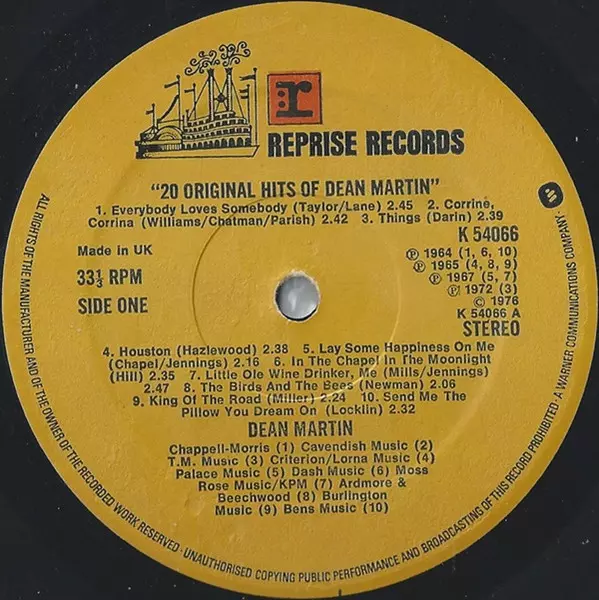 r
REPRISE RECORDS
"20 ORIGINAL HITS OF DEAN MARTIN"
1. Everybody Loves Somebody (Taylor/Lane) 2.45 2. Corrine,
Corrina (Williams/Chatman/Parish) 2.42 3. Things (Darin) 2.39
K 54066
Made in UK
33⅓ RPM
SIDE ONE
Ⓟ 1964 (1, 6, 10)
Ⓟ 1965 (4, 8, 9)
Ⓟ 1967 (5, 7)
Ⓟ 1972 (3)
© 1976
K 54066 A
STEREO
4. Houston (Hazlewood) 2.38 5. Lay Some Happiness On Me
(Chapel/Jennings) 2.16 6. In The Chapel In The Moonlight
(Hill) 2.35 7. Little Ole Wine Drinker, Me (Mills/Jennings)
2.47 8. The Birds And The Bees (Newman) 2.06
9. King Of The Road (Miller) 2.24 10. Send Me The
Pillow You Dream On (Locklin) 2.32
DEAN MARTIN
Chappell-Morris (1) Cavendish Music (2)
T.M. Music (3) Criterion/Lorna Music (4)
Palace Music (5) Dash Music (6) Moss
Rose Music/KPM (7) Ardmore &
Beechwood (8) Burlington
Music (9) Bens Music (10)
ALL RIGHTS OF THE MANUFACTURER AND OF THE OWNER OF THE RECORDED WORK RESERVED · UNAUTHORISED COPYING PUBLIC PERFORMANCE AND BROADCASTING OF THIS RECORD PROHIBITED · A WARNER COMMUNICATIONS COMPANY ·